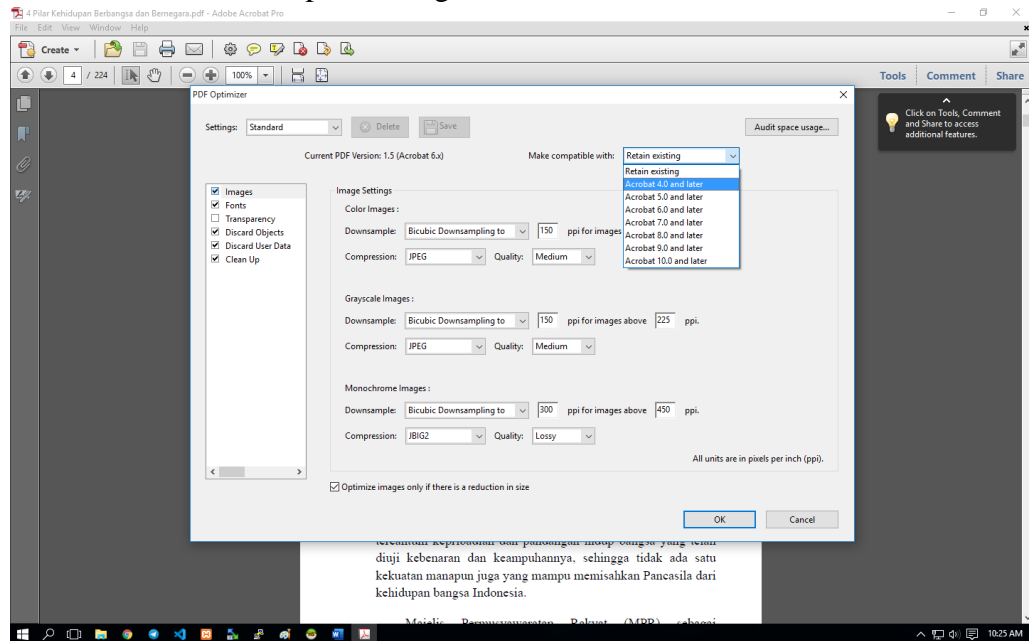 4 Pilar Kehidupan Berbangsa dan Bernegara.pdf - Adobe Acrobat Pro
File Edit View Window Help
Create
4 / 224
100%
Tools Comment Share
PDF Optimizer
Click on Tools, Comment
and Share to access
additional features.
Settings: Standard Delete Save Audit space usage...
Current PDF Version: 1.5 (Acrobat 6.x) Make compatible with: Retain existing
Retain existing
Acrobat 4.0 and later
Acrobat 5.0 and later
Acrobat 6.0 and later
Acrobat 7.0 and later
Acrobat 8.0 and later
Acrobat 9.0 and later
Acrobat 10.0 and later
Images
Fonts
Transparency
Discard Objects
Discard User Data
Clean Up
Image Settings
Color Images :
Downsample: Bicubic Downsampling to 150 ppi for images
Compression: JPEG Quality: Medium
Grayscale Images :
Downsample: Bicubic Downsampling to 150 ppi for images above 225 ppi.
Compression: JPEG Quality: Medium
Monochrome Images :
Downsample: Bicubic Downsampling to 300 ppi for images above 450 ppi.
Compression: JBIG2 Quality: Lossy
All units are in pixels per inch (ppi).
Optimize images only if there is a reduction in size
OK Cancel
diuji kebenaran dan keampuhannya, sehingga tidak ada satu
kekuatan manapun juga yang mampu memisahkan Pancasila dari
kehidupan bangsa Indonesia.
Majelis Permusyawaratan Rakyat (MPR) sebagai
10:25 AM